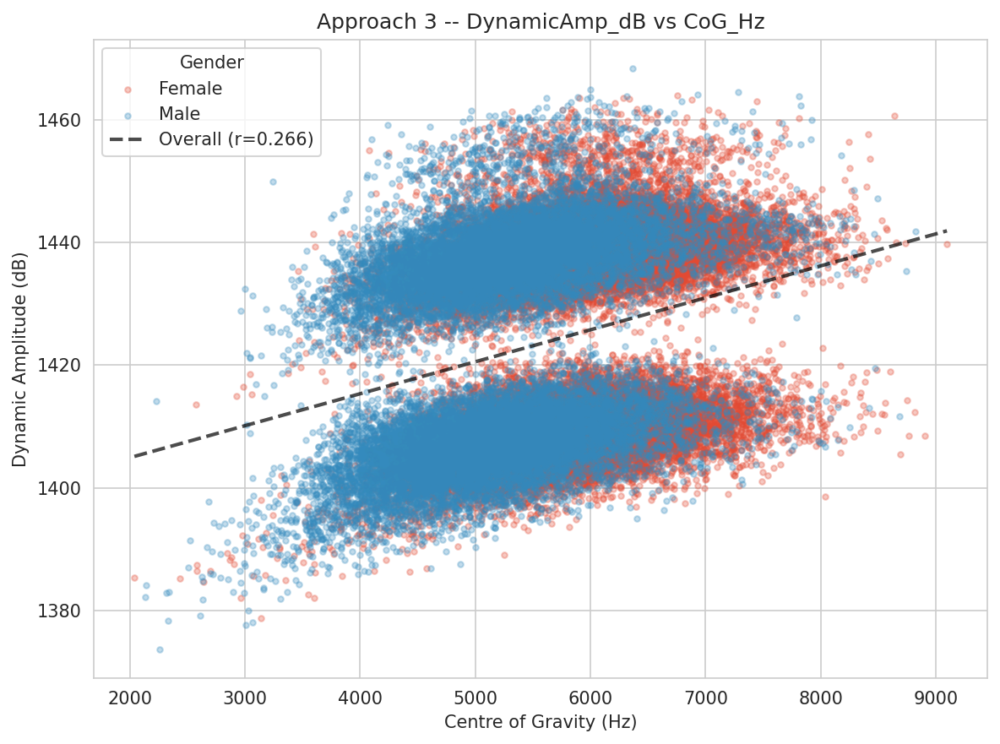 Approach 3 -- DynamicAmp_dB vs CoG_Hz
Gender
Female
Male
Overall (r=0.266)
Dynamic Amplitude (dB)
1460
1440
1420
1400
1380
2000 3000 4000 5000 6000 7000 8000 9000
Centre of Gravity (Hz)